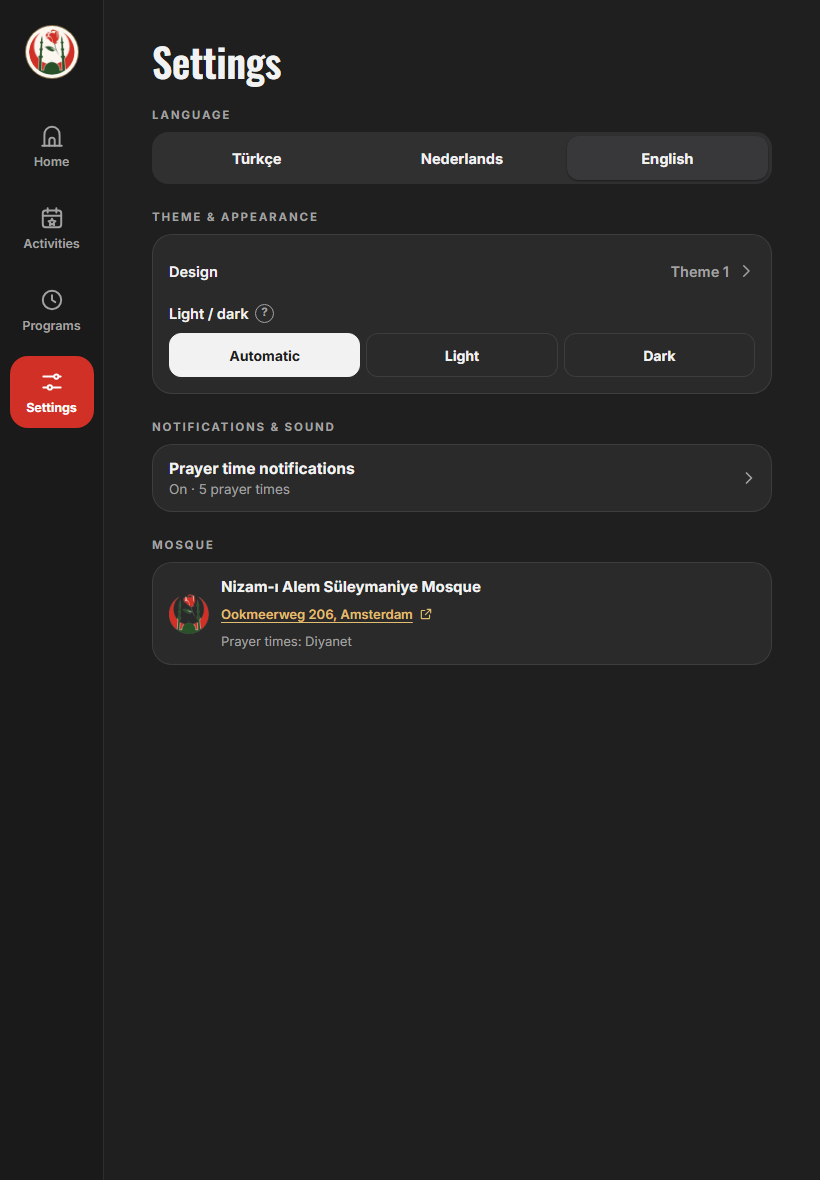 Settings
LANGUAGE
Türkçe
Nederlands
English
Home
Activities
Programs
Settings
THEME & APPEARANCE
Design
Theme 1
Light / dark ?
Automatic
Light
Dark
NOTIFICATIONS & SOUND
Prayer time notifications
On · 5 prayer times
MOSQUE
Nizam-ı Alem Süleymaniye Mosque
Ookmeerweg 206, Amsterdam
Prayer times: Diyanet